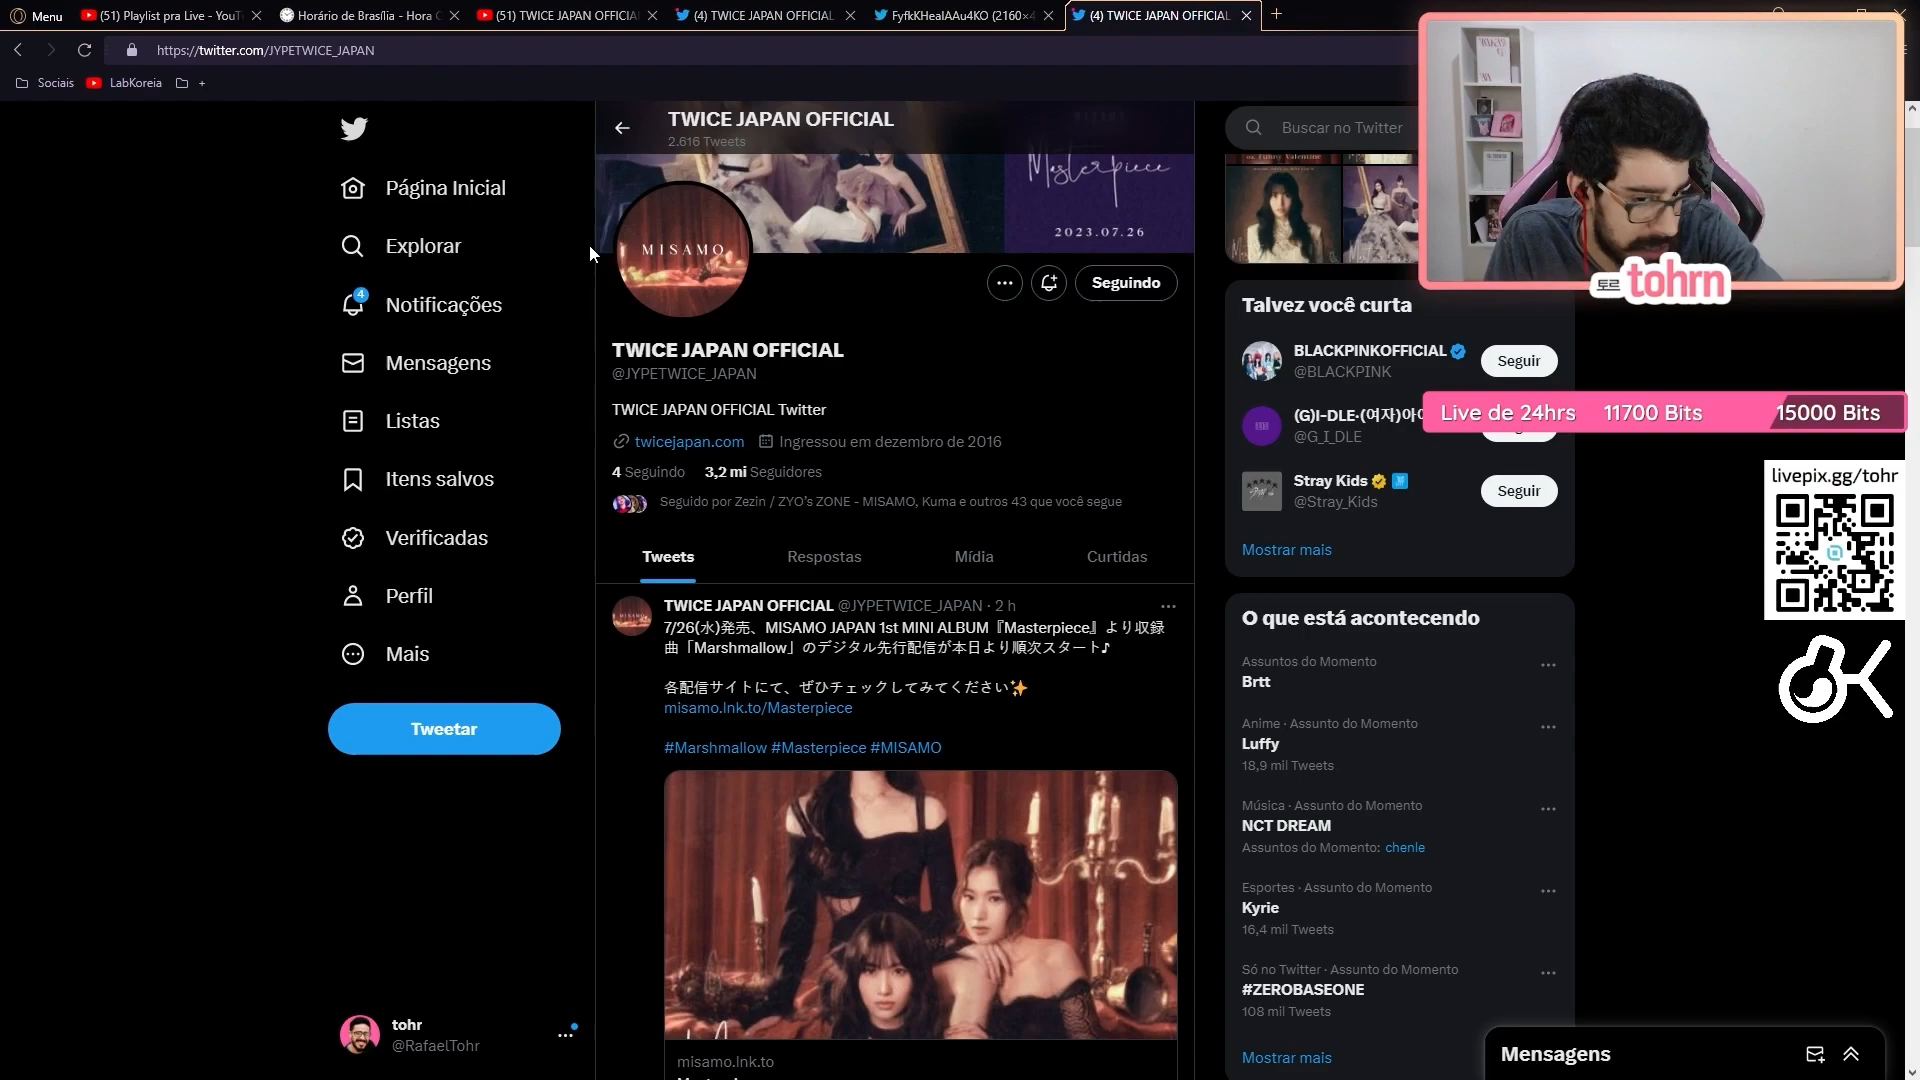 Menu
(51) Playlist pra Live - YouT
Horário de Brasília - Hora
(51) TWICE JAPAN OFFICIA
(4) TWICE JAPAN OFFICIAL
FyfkKHeaIAAu4KO (2160×4
(4) TWICE JAPAN OFFICIAL
https://twitter.com/JYPETWICE_JAPAN
Sociais
LabKoreia
+
TWICE JAPAN OFFICIAL
2.616 Tweets
Buscar no Twitter
Página Inicial
Explorar
4
Notificações
Mensagens
Listas
Itens salvos
Verificadas
Perfil
Mais
Tweetar
tohr
@RafaelTohr
Masterpiece
2023.07.26
MISAMO
Seguindo
TWICE JAPAN OFFICIAL
@JYPETWICE_JAPAN
TWICE JAPAN OFFICIAL Twitter
twicejapan.com
Ingressou em dezembro de 2016
4 Seguindo 3,2 mi Seguidores
Seguido por Zezin / ZYO's ZONE - MISAMO, Kuma e outros 43 que você segue
Tweets
Respostas
Mídia
Curtidas
TWICE JAPAN OFFICIAL @JYPETWICE_JAPAN · 2 h
7/26(水)発売、MISAMO JAPAN 1st MINI ALBUM『Masterpiece』より収録
曲「Marshmallow」のデジタル先行配信が本日より順次スタート♪
各配信サイトにて、ぜひチェックしてみてください✨
misamo.lnk.to/Masterpiece
#Marshmallow #Masterpiece #MISAMO
misamo.lnk.to
Talvez você curta
BLACKPINKOFFICIAL
@BLACKPINK
Seguir
(G)I-DLE·(여자)아
@G_I_DLE
Stray Kids
@Stray_Kids
Seguir
Mostrar mais
O que está acontecendo
Assuntos do Momento
Brtt
Anime · Assunto do Momento
Luffy
18,9 mil Tweets
Música · Assunto do Momento
NCT DREAM
Assuntos do Momento: chenle
Esportes · Assunto do Momento
Kyrie
16,4 mil Tweets
Só no Twitter · Assunto do Momento
#ZEROBASEONE
108 mil Tweets
Mostrar mais
Mensagens
토르 tohrn
Live de 24hrs 11700 Bits 15000 Bits
livepix.gg/tohr